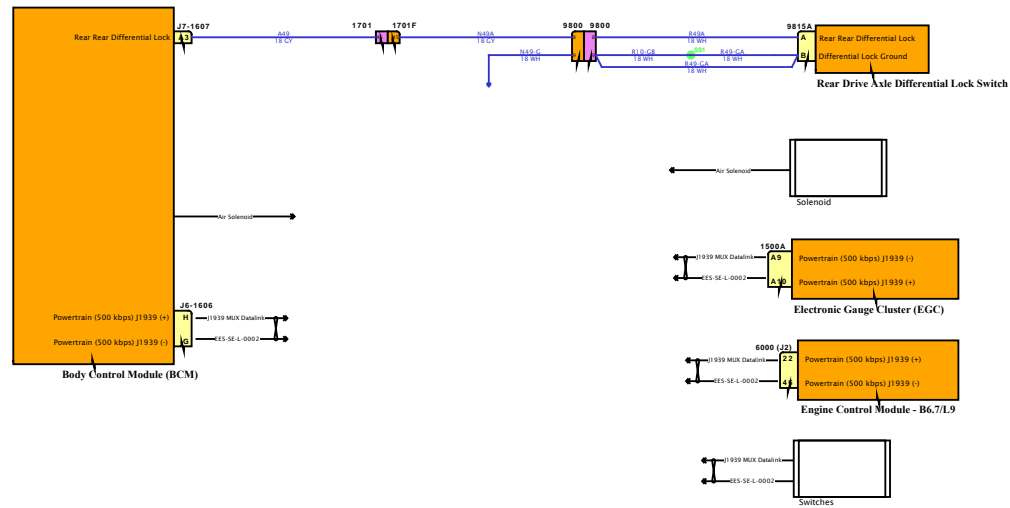 J7-1607
Rear Rear Differential Lock
A3
A49
18 GY
1701
1701F
N49A
18 GY
9800
9800
R49A
18 WH
N49-G
18 WH
R10-GB
18 WH
SB1
R49-GA
18 WH
R49-GA
18 WH
9815A
A
Rear Rear Differential Lock
B
Differential Lock Ground
Rear Drive Axle Differential Lock Switch
Air Solenoid
Solenoid
Air Solenoid
1500A
J1939 MUX Datalink
A9
Powertrain (500 kbps) J1939 (-)
EES-SE-L-0002
A10
Powertrain (500 kbps) J1939 (+)
Electronic Gauge Cluster (EGC)
J6-1606
Powertrain (500 kbps) J1939 (+)
H
J1939 MUX Datalink
Powertrain (500 kbps) J1939 (-)
G
EES-SE-L-0002
Body Control Module (BCM)
6000 (J2)
J1939 MUX Datalink
22
Powertrain (500 kbps) J1939 (+)
EES-SE-L-0002
Powertrain (500 kbps) J1939 (-)
Engine Control Module - B6.7/L9
J1939 MUX Datalink
EES-SE-L-0002
Switches